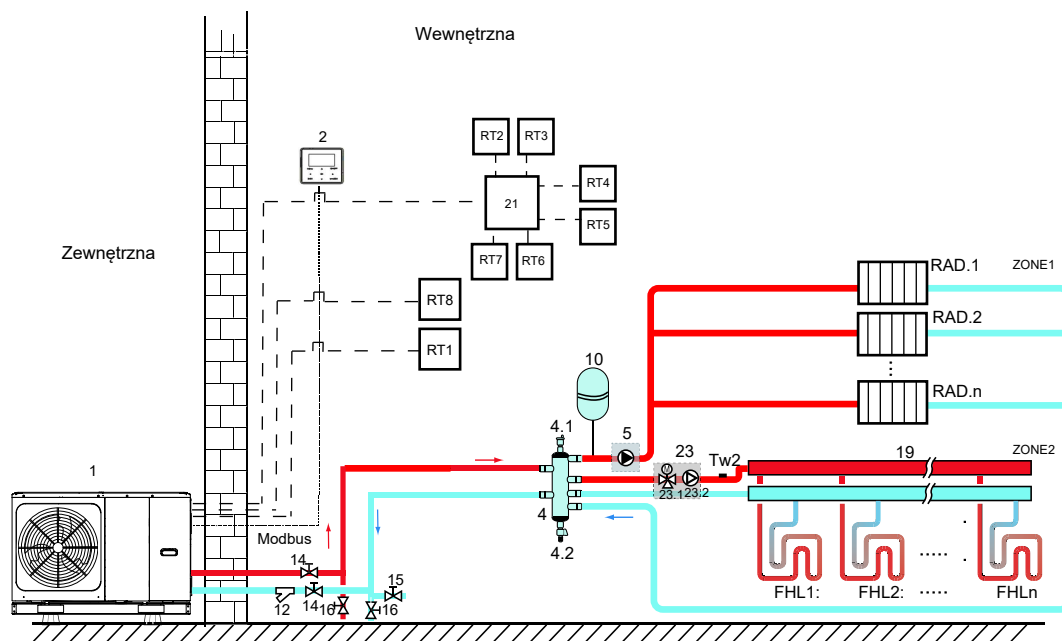 Wewnętrzna
Zewnętrzna
2
RT2
RT3
21
RT4
RT5
RT7
RT6
RT8
RT1
RAD.1
ZONE1
RAD.2
⋮
RAD.n
10
4.1
5
23
Tw2
19
ZONE2
M
23.1
23.2
4
4.2
1
Modbus
14
12
14
16
16
15
FHL1:
FHL2:
.....
.....
FHLn